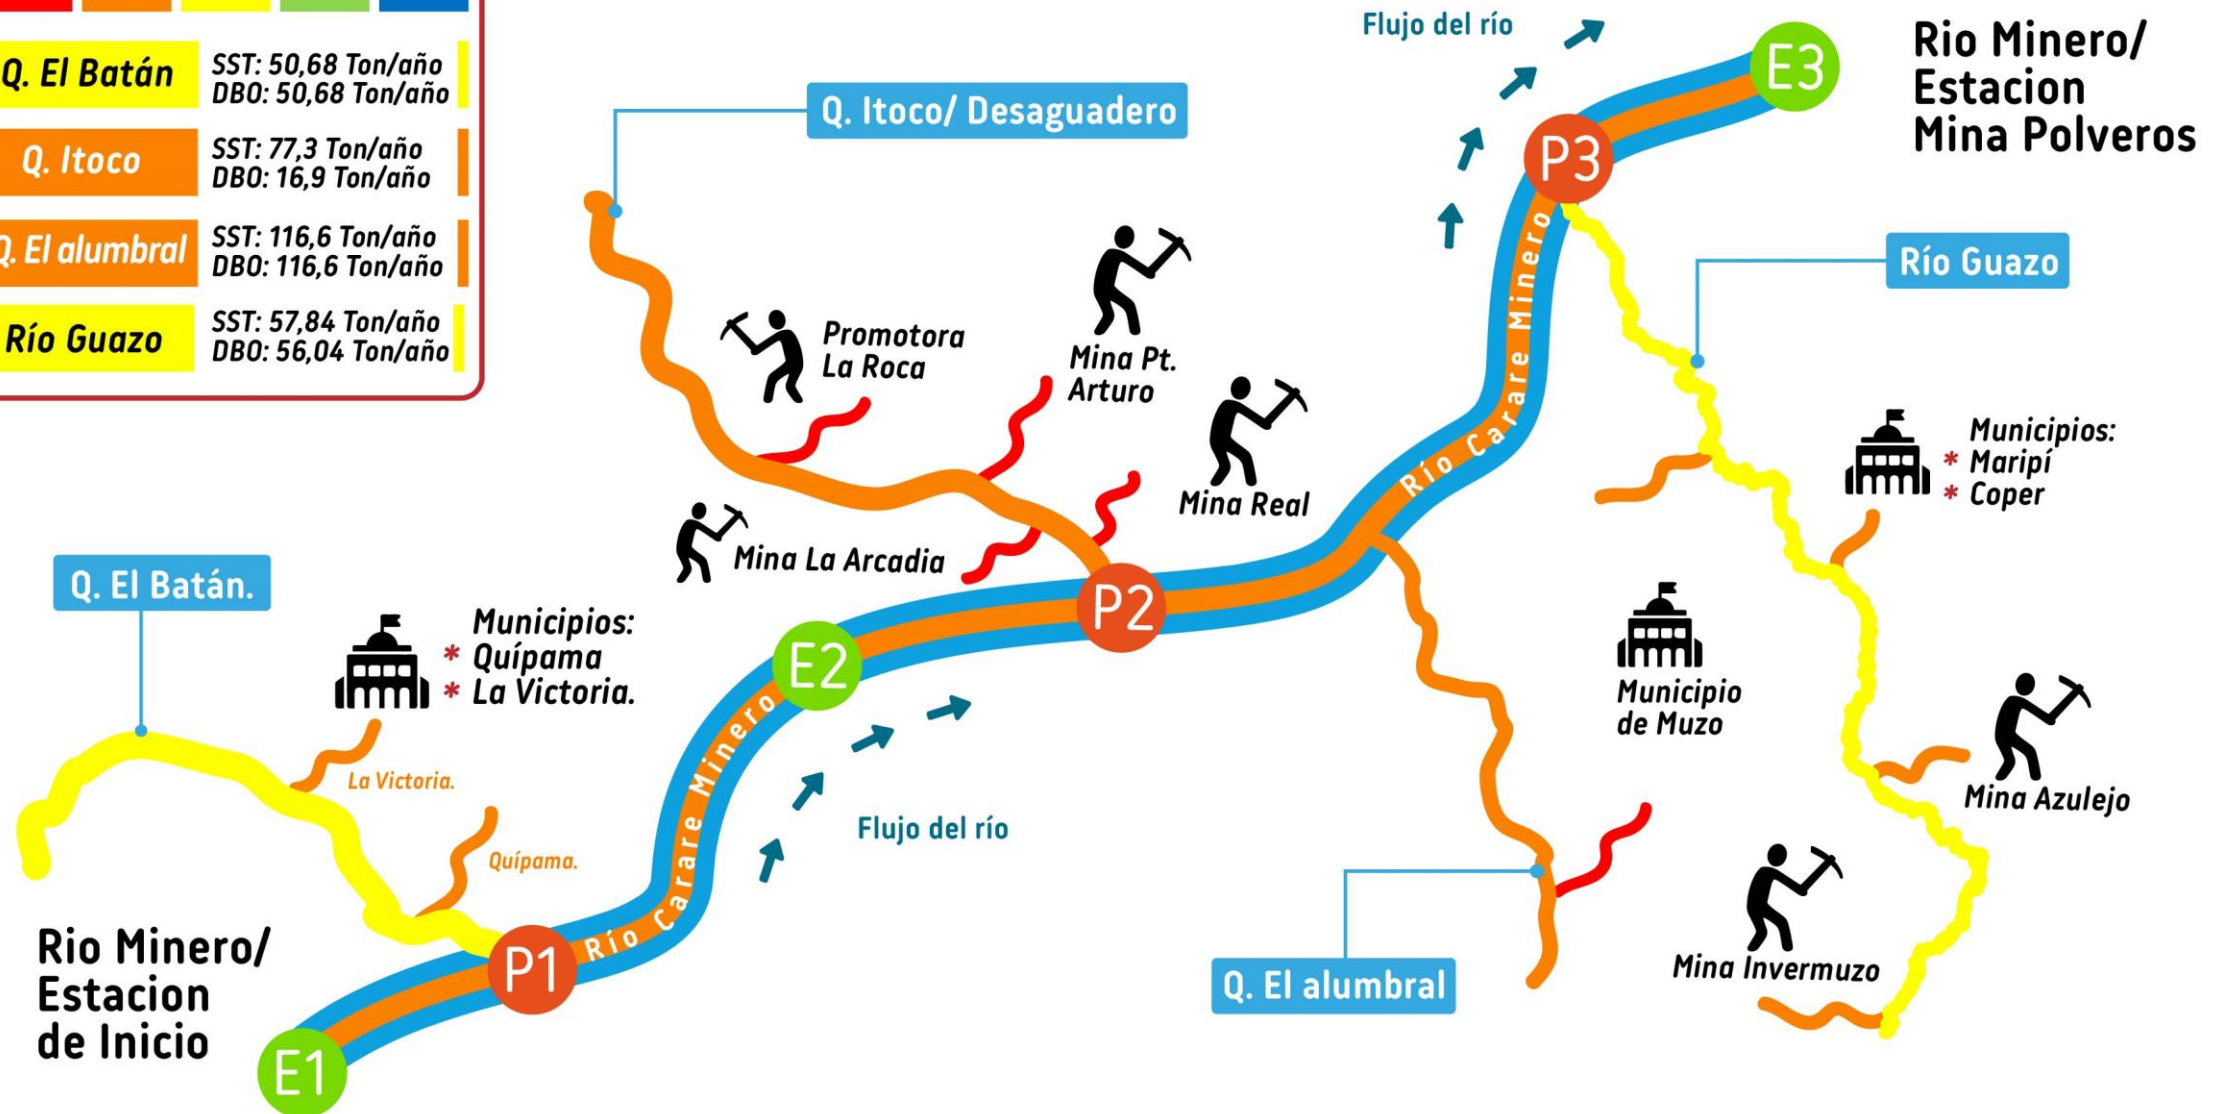 Q. El Batán
SST: 50,68 Ton/año
DBO: 50,68 Ton/año
Q. Itoco
SST: 77,3 Ton/año
DBO: 16,9 Ton/año
Q. El alumbral
SST: 116,6 Ton/año
DBO: 116,6 Ton/año
Río Guazo
SST: 57,84 Ton/año
DBO: 56,04 Ton/año
Flujo del río
E3
Rio Minero/
Estacion
Mina Polveros
Q. Itoco/ Desaguadero
P3
Río Guazo
Promotora
La Roca
Mina Pt.
Arturo
Mina Real
Río Carare Minero
Municipios:
* Maripí
* Coper
Mina La Arcadia
Q. El Batán.
Municipios:
* Quípama
* La Victoria.
P2
E2
Municipio
de Muzo
Río Carare Minero
La Victoria.
Mina Azulejo
Flujo del río
Quípama.
Rio Minero/
Estacion
de Inicio
P1
Q. El alumbral
Mina Invermuzo
E1